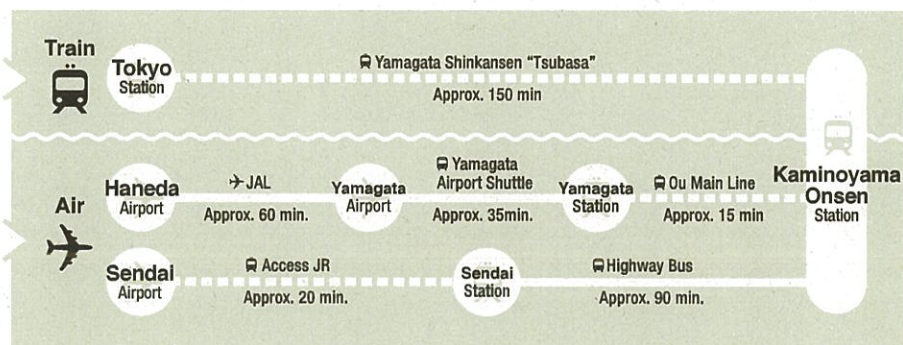 Train
Tokyo
Station
Yamagata Shinkansen “Tsubasa”
Approx. 150 min
Air
Haneda
Airport
JAL
Approx. 60 min.
Yamagata
Airport
Yamagata
Airport Shuttle
Approx. 35min.
Yamagata
Station
Ou Main Line
Approx. 15 min
Kaminoyama
Onsen
Station
Sendai
Airport
Access JR
Approx. 20 min.
Sendai
Station
Highway Bus
Approx. 90 min.